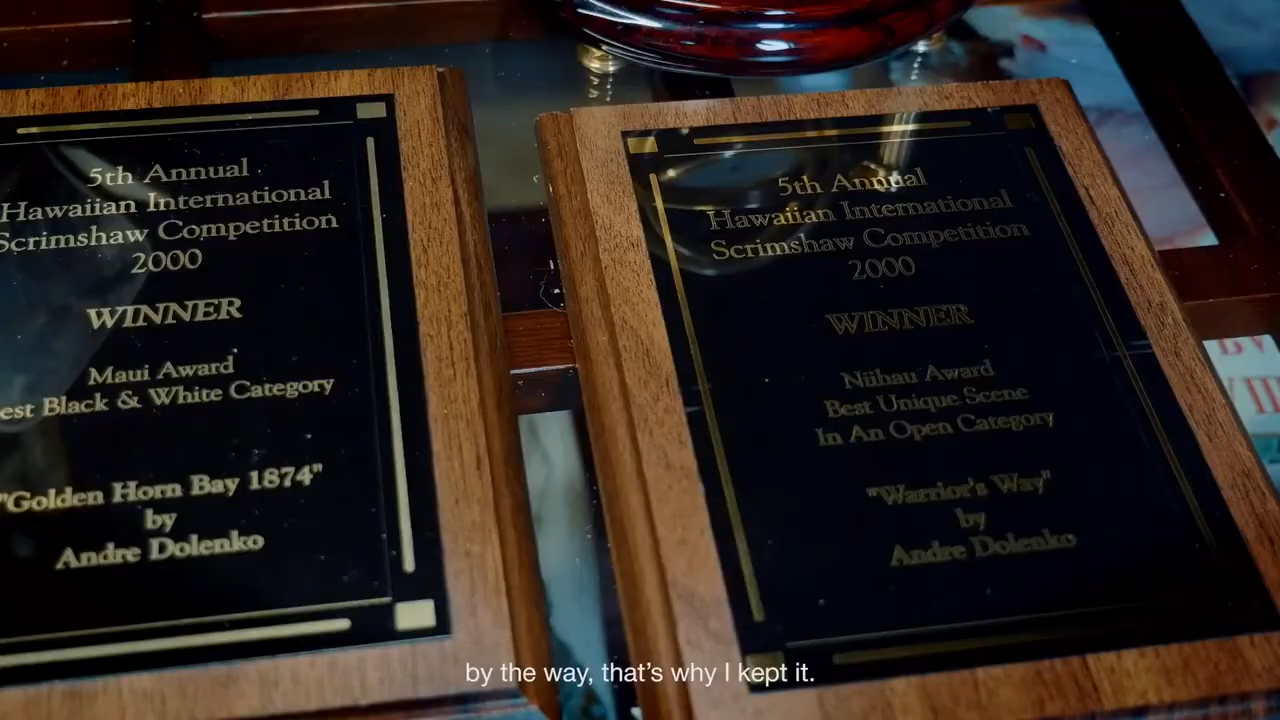 5th Annual
Hawaiian International
Scrimshaw Competition
2000
WINNER
Maui Award
est Black & White Category
"Golden Horn Bay 1874"
by
Andre Dolenko
5th Annual
Hawaiian International
Scrimshaw Competition
2000
WINNER
Niihau Award
Best Unique Scene
In An Open Category
"Warrior's Way"
by
Andre Dolenko
by the way, that's why I kept it.